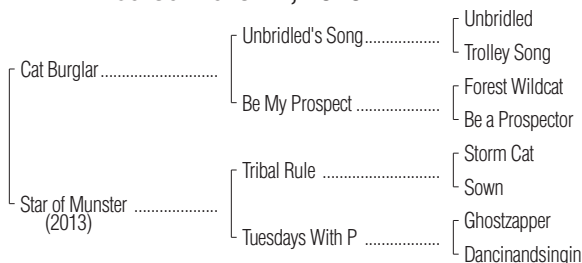 Unbridled
Unbridled's Song
Trolley Song
Cat Burglar
Forest Wildcat
Be My Prospect
Be a Prospector
Storm Cat
Tribal Rule
Sown
Star of Munster
(2013)
Ghostzapper
Tuesdays With P
Dancinandsingin